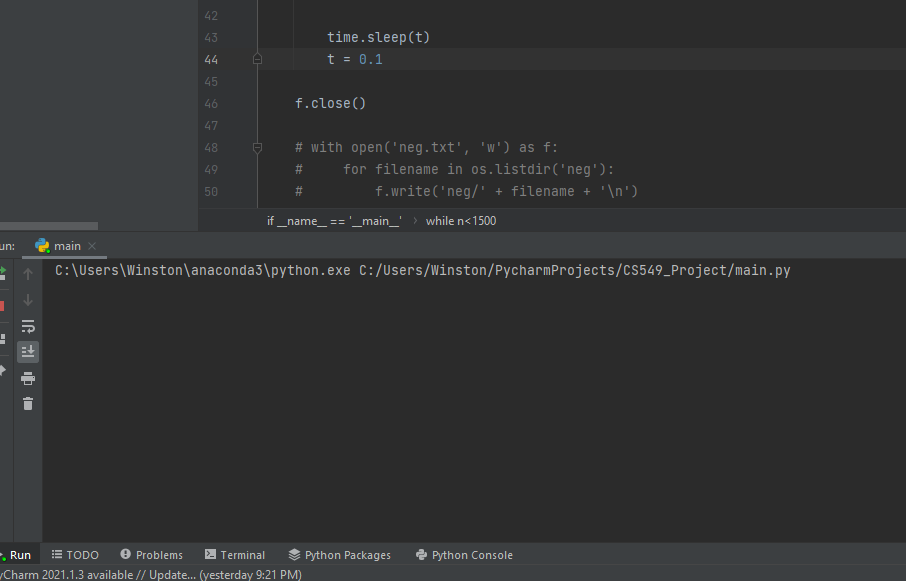 42
43 time.sleep(t)
44 t = 0.1
45
46 f.close()
47
48 # with open('neg.txt', 'w') as f:
49 # for filename in os.listdir('neg'):
50 # f.write('neg/' + filename + '\n')
if __name__ == '__main__' › while n<1500
un: main ×
C:\Users\Winston\anaconda3\python.exe C:/Users/Winston/PycharmProjects/CS549_Project/main.py
Run TODO Problems Terminal Python Packages Python Console
yCharm 2021.1.3 available // Update... (yesterday 9:21 PM)